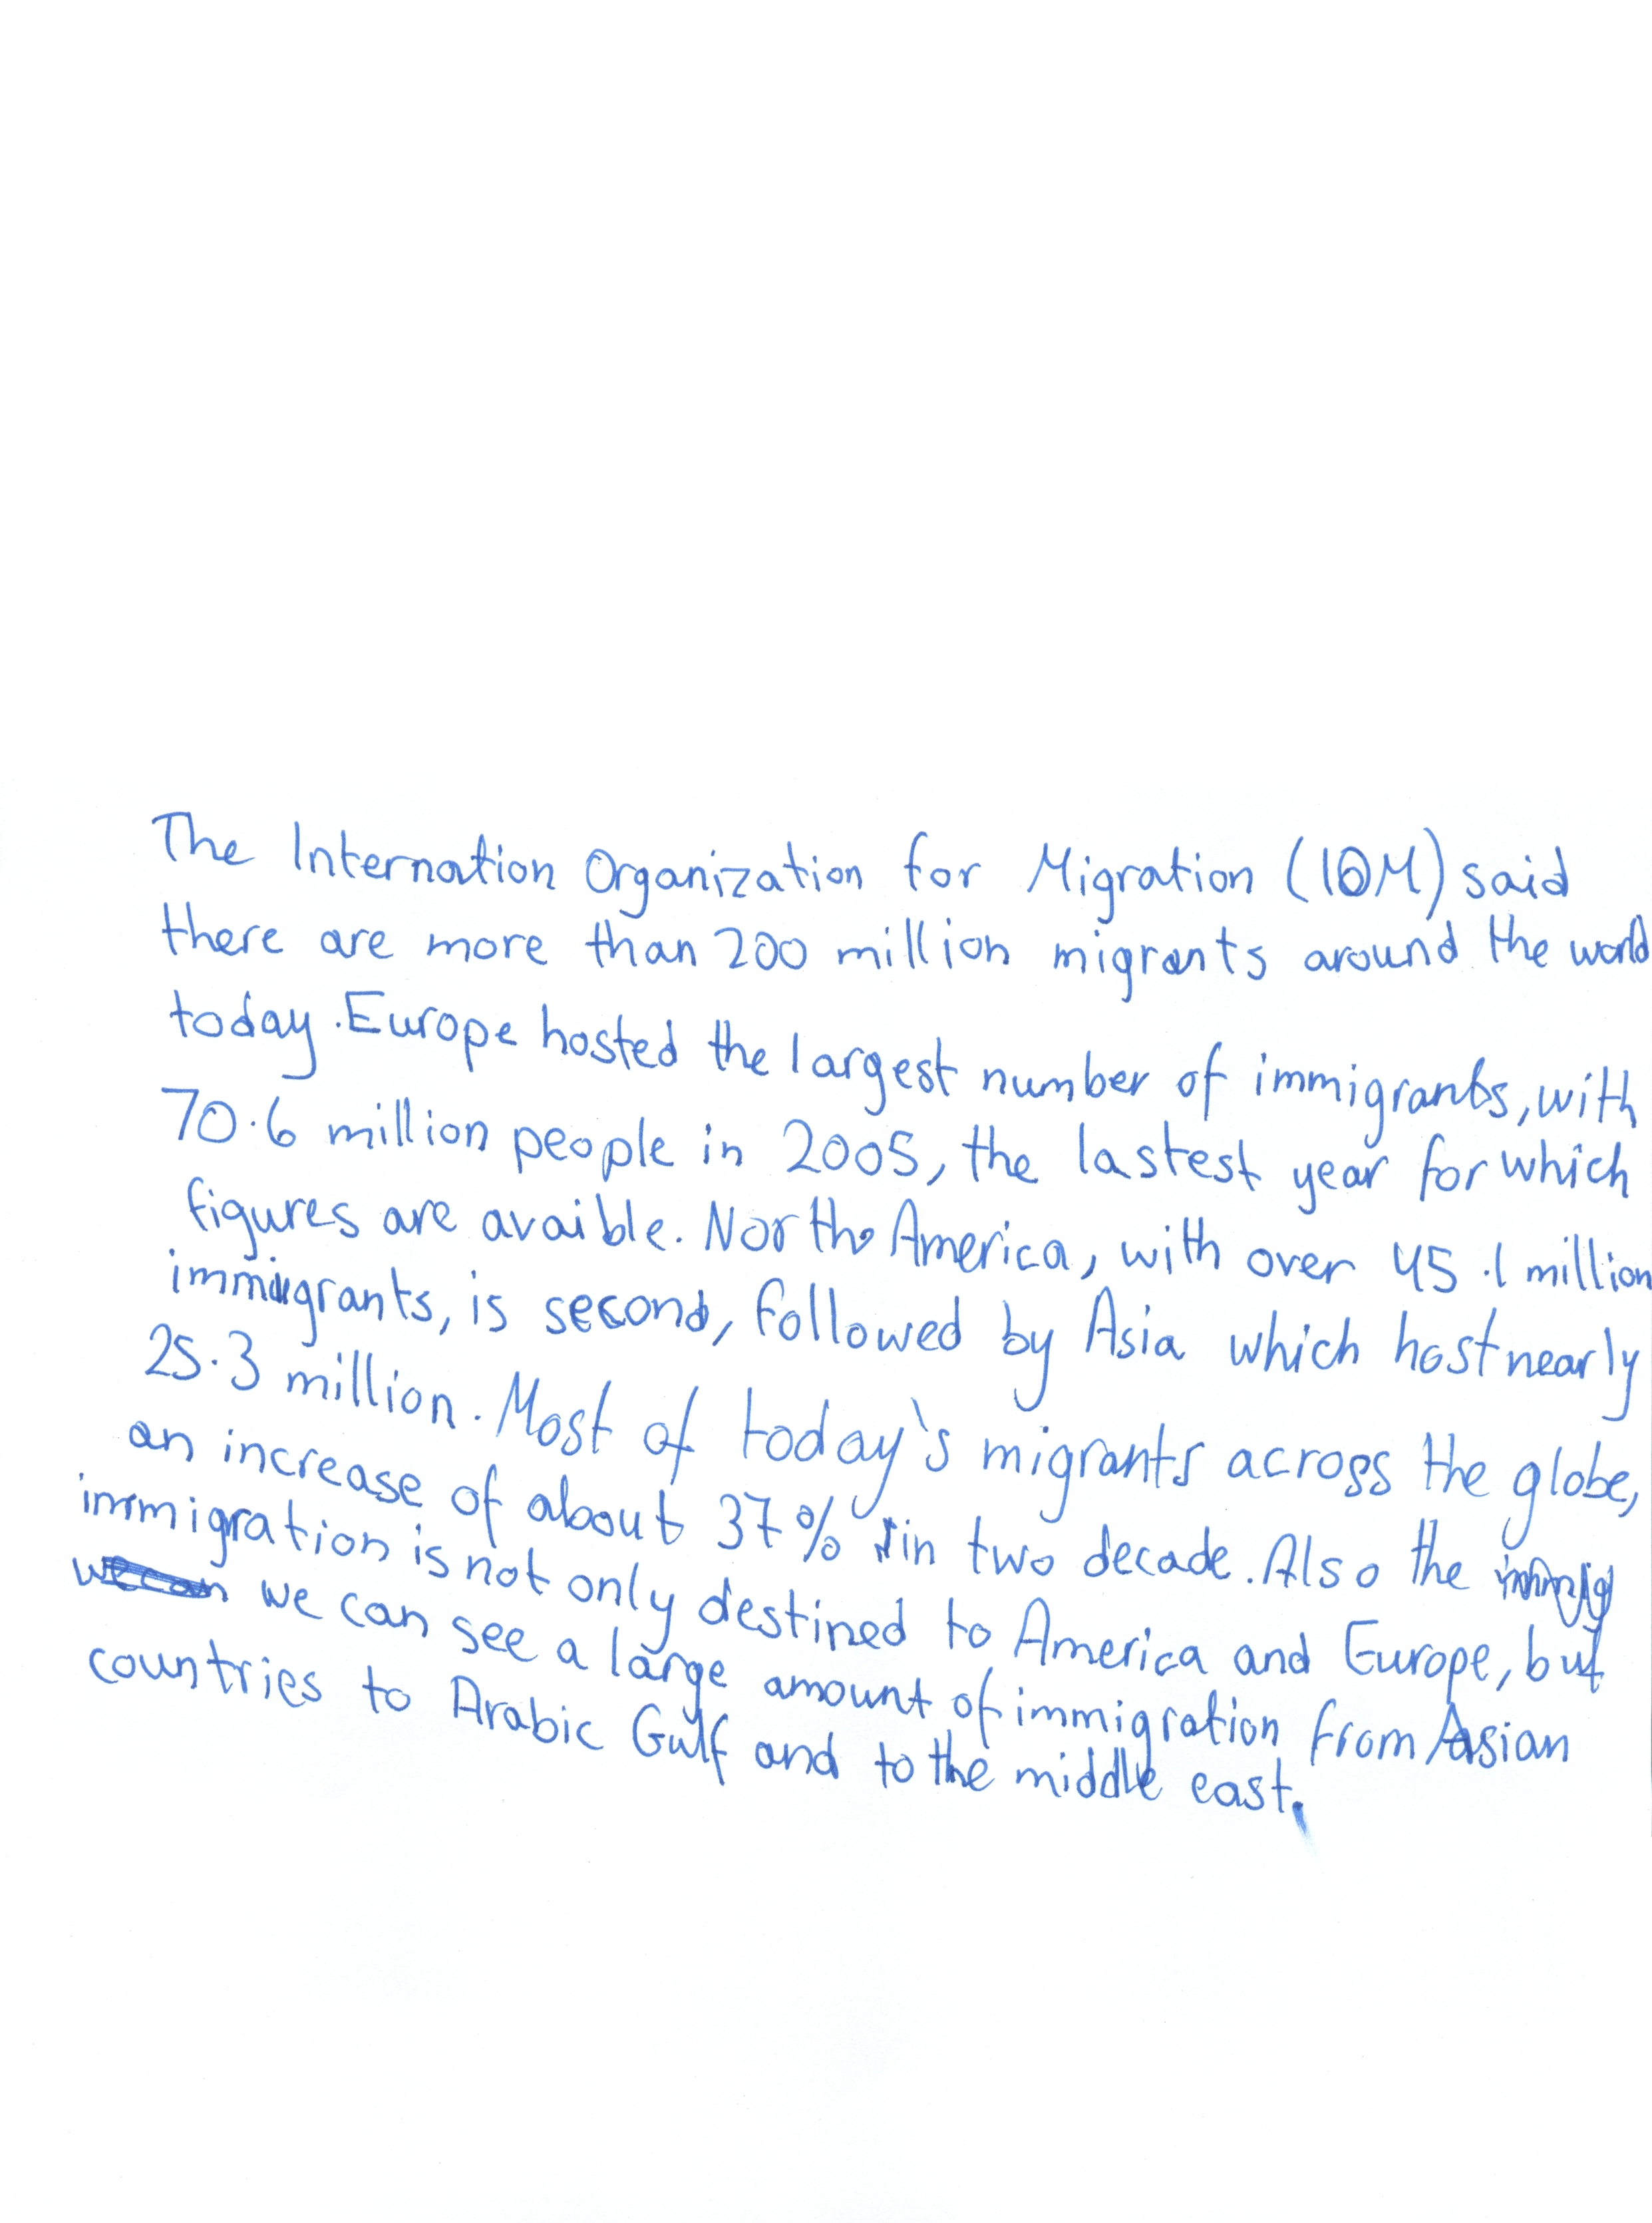 The Internation Organization for Migration (IOM) said
there are more than 200 million migrants around the world
today. Europe hosted the largest number of immigrants, with
70.6 million people in 2005, the lastest year for which
figures are avaible. North America, with over 45.1 million
immigrants, is second, followed by Asia which host nearly
25.3 million. Most of today's migrants across the globe,
an increase of about 37% in two decade. Also the
immigration is not only destined to America and Europe, but
we can see a large amount of immigration from Asian
countries to Arabic Gulf and to the middle east.